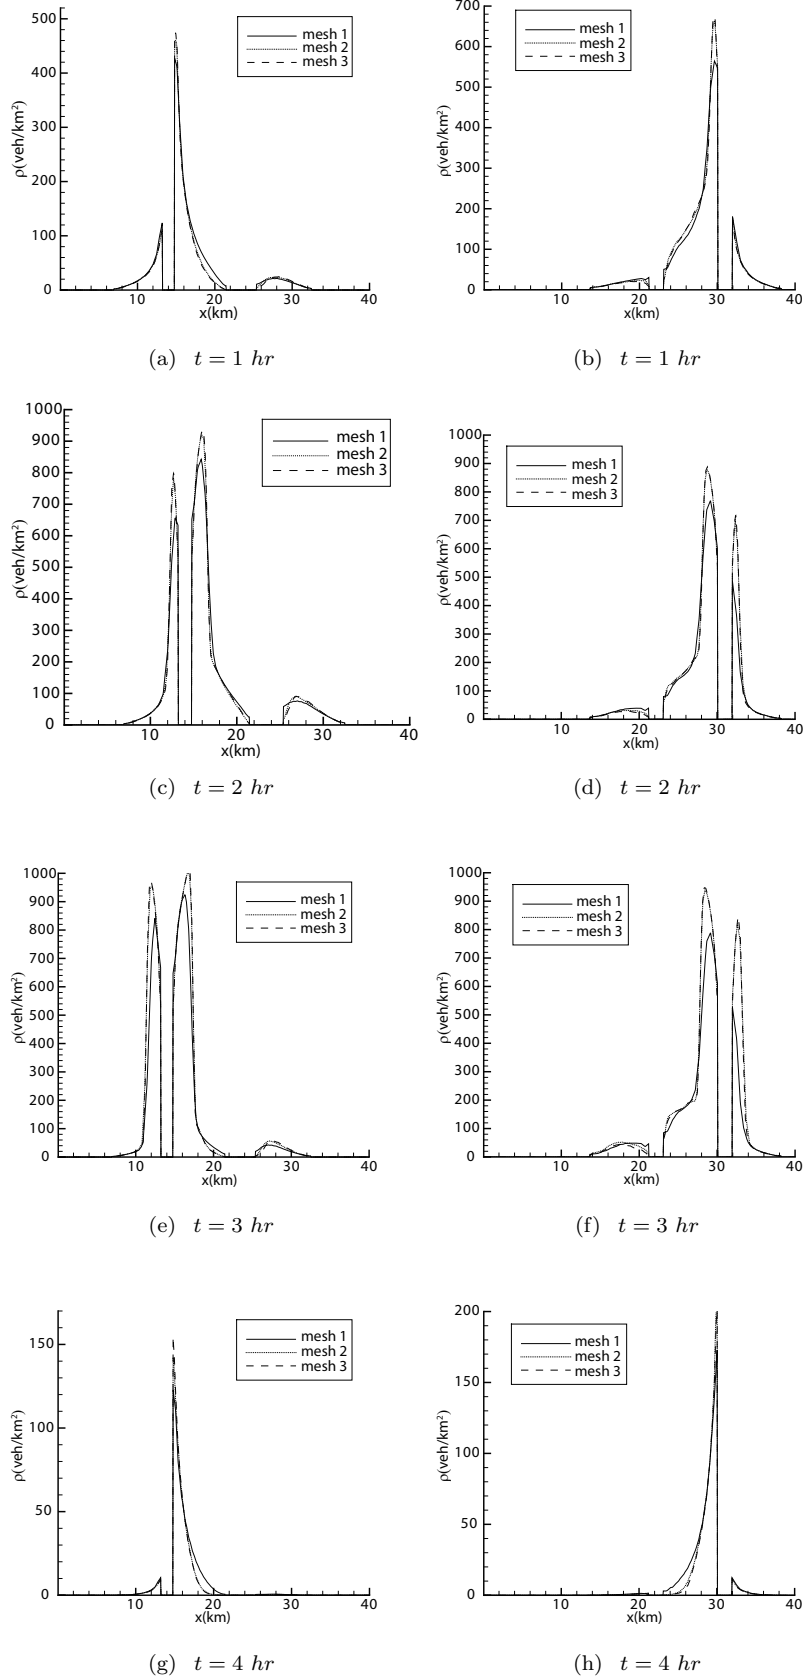 500
400
300
200
100
0
ρ(veh/km²)
mesh 1
mesh 2
mesh 3
10 20 30 40
x(km)
(a) t = 1 hr
700
600
500
400
300
200
100
0
ρ(veh/km²)
mesh 1
mesh 2
mesh 3
10 20 30 40
x(km)
(b) t = 1 hr
1000
900
800
700
600
500
400
300
200
100
0
ρ(veh/km²)
mesh 1
mesh 2
mesh 3
10 20 30 40
x(km)
(c) t = 2 hr
1000
900
800
700
600
500
400
300
200
100
0
ρ(veh/km²)
mesh 1
mesh 2
mesh 3
10 20 30 40
x(km)
(d) t = 2 hr
1000
900
800
700
600
500
400
300
200
100
0
ρ(veh/km²)
mesh 1
mesh 2
mesh 3
10 20 30 40
x(km)
(e) t = 3 hr
1000
900
800
700
600
500
400
300
200
100
0
ρ(veh/km²)
mesh 1
mesh 2
mesh 3
10 20 30 40
x(km)
(f) t = 3 hr
150
100
50
0
ρ(veh/km²)
mesh 1
mesh 2
mesh 3
10 20 30 40
x(km)
(g) t = 4 hr
200
150
100
50
0
ρ(veh/km²)
mesh 1
mesh 2
mesh 3
10 20 30 40
x(km)
(h) t = 4 hr